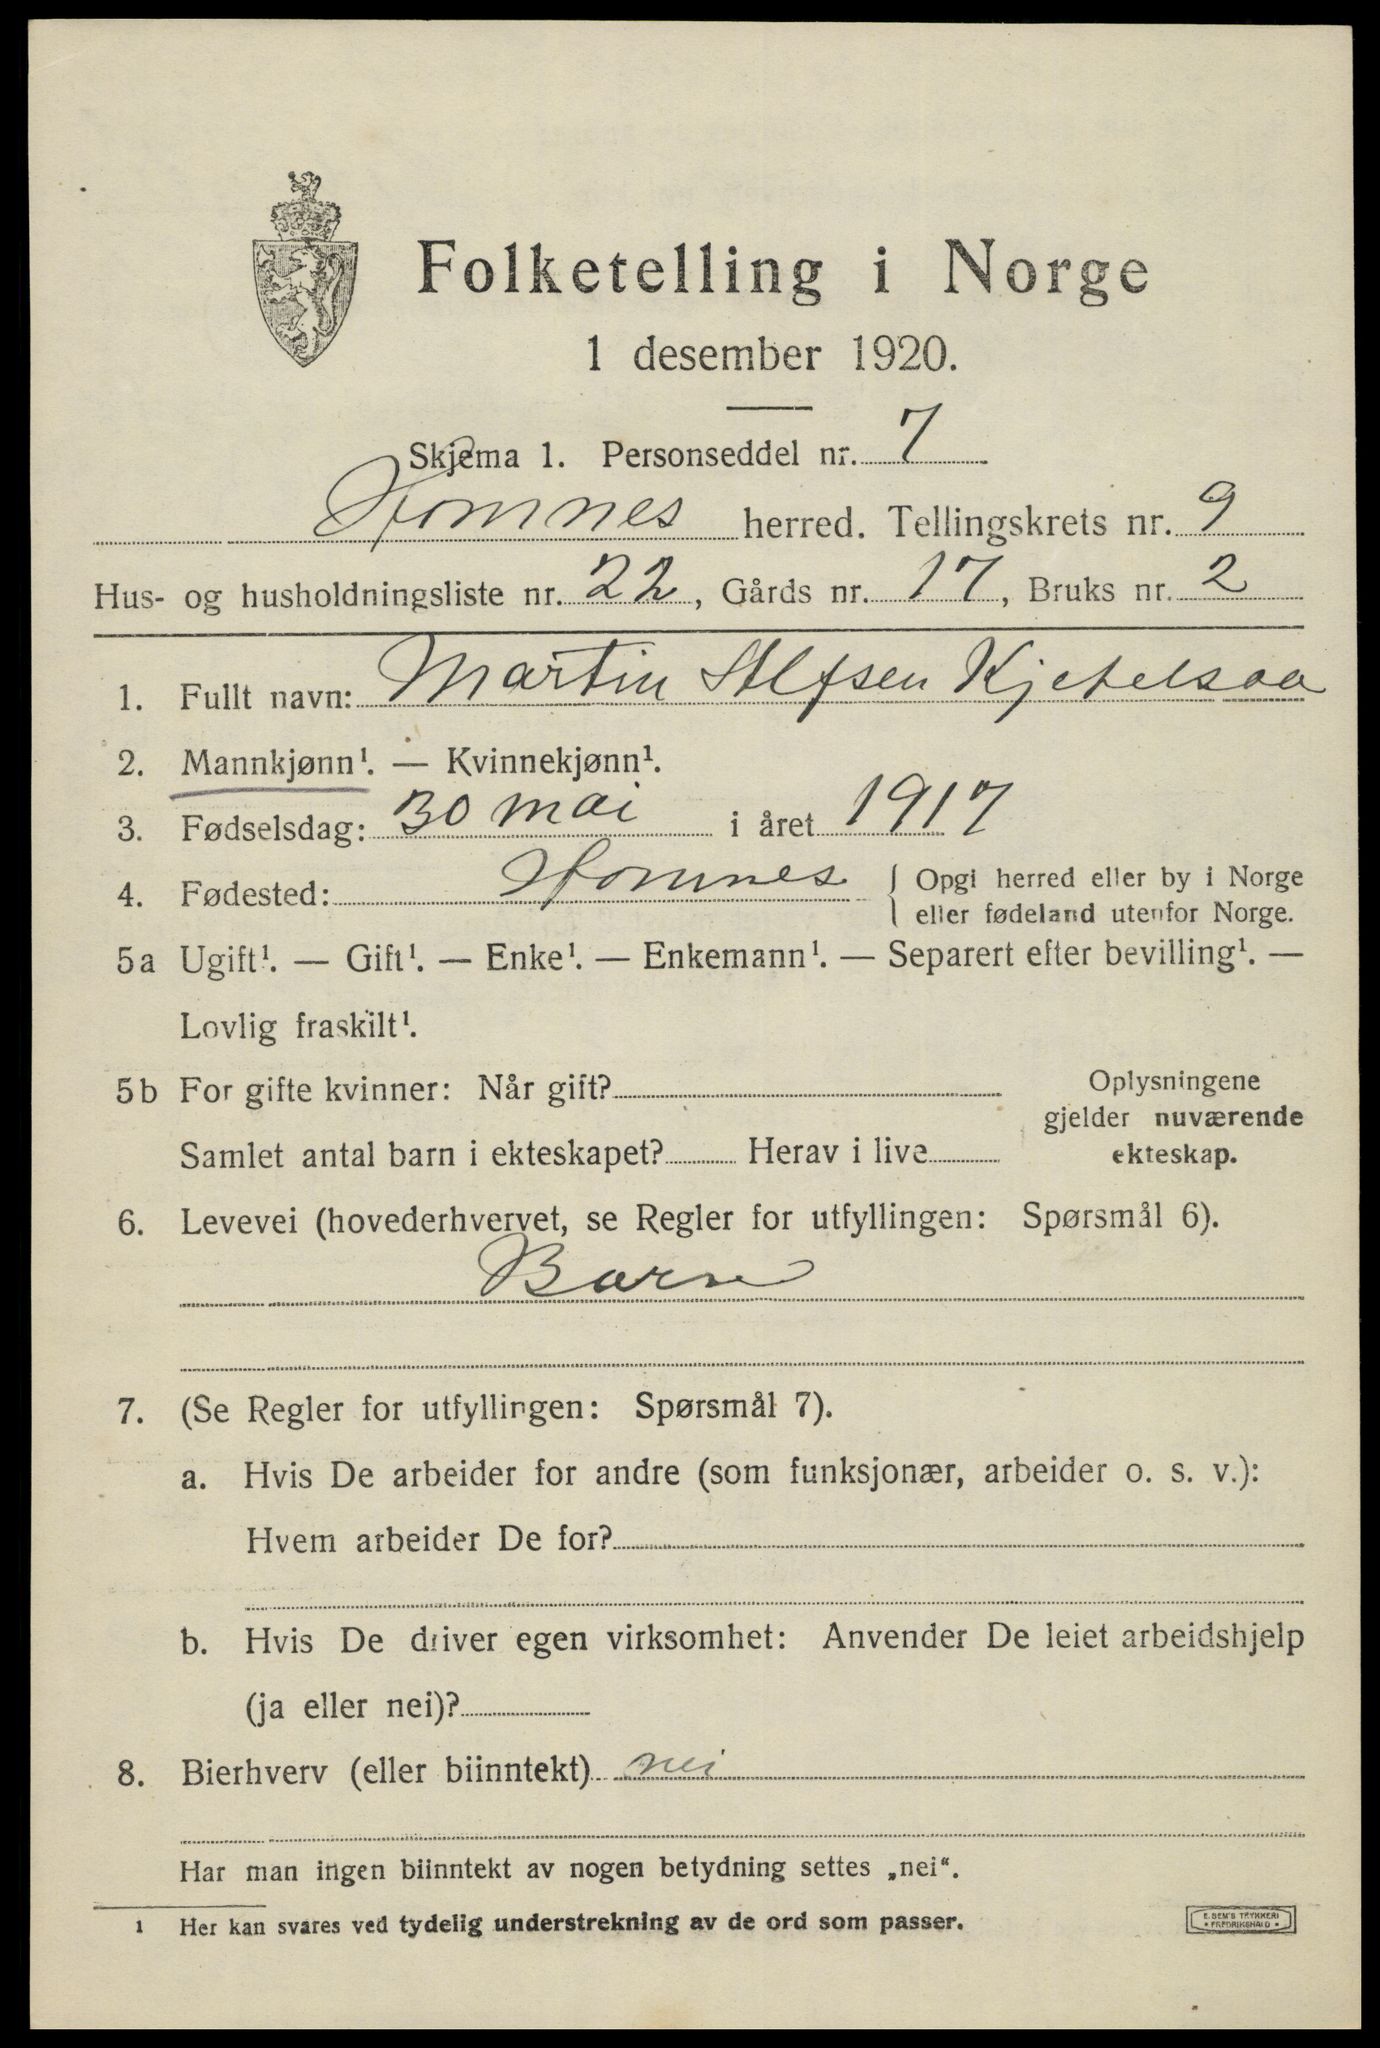 Folketelling i Norge
1 desember 1920.
Skjema 1. Personseddel nr. 7
Homnes herred. Tellingskrets nr. 9
Hus- og husholdningsliste nr. 22, Gårds nr. 17, Bruks nr. 2
1. Fullt navn: Martin Alfsen Kjetelsaa
2. Mannkjønn¹. — Kvinnekjønn¹.
3. Fødselsdag: 30 mai i året 1917
4. Fødested: Homnes { Opgi herred eller by i Norge
eller fødeland utenfor Norge.
5a Ugift¹. — Gift¹. — Enke¹. — Enkemann¹. — Separert efter bevilling¹. —
Lovlig fraskilt¹.
5b For gifte kvinner: Når gift?
Samlet antal barn i ekteskapet? Herav i live
Oplysningene
gjelder nuværende
ekteskap.
6. Levevei (hovederhvervet, se Regler for utfyllingen: Spørsmål 6).
Barn
7. (Se Regler for utfyllingen: Spørsmål 7).
a. Hvis De arbeider for andre (som funksjonær, arbeider o. s. v.):
Hvem arbeider De for?
b. Hvis De driver egen virksomhet: Anvender De leiet arbeidshjelp
(ja eller nei)?
8. Bierhverv (eller biinntekt) nei
Har man ingen biinntekt av nogen betydning settes „nei“.
1 Her kan svares ved tydelig understrekning av de ord som passer.
E. SEM'S TRYKKERI
• FREDRIKSHALD •